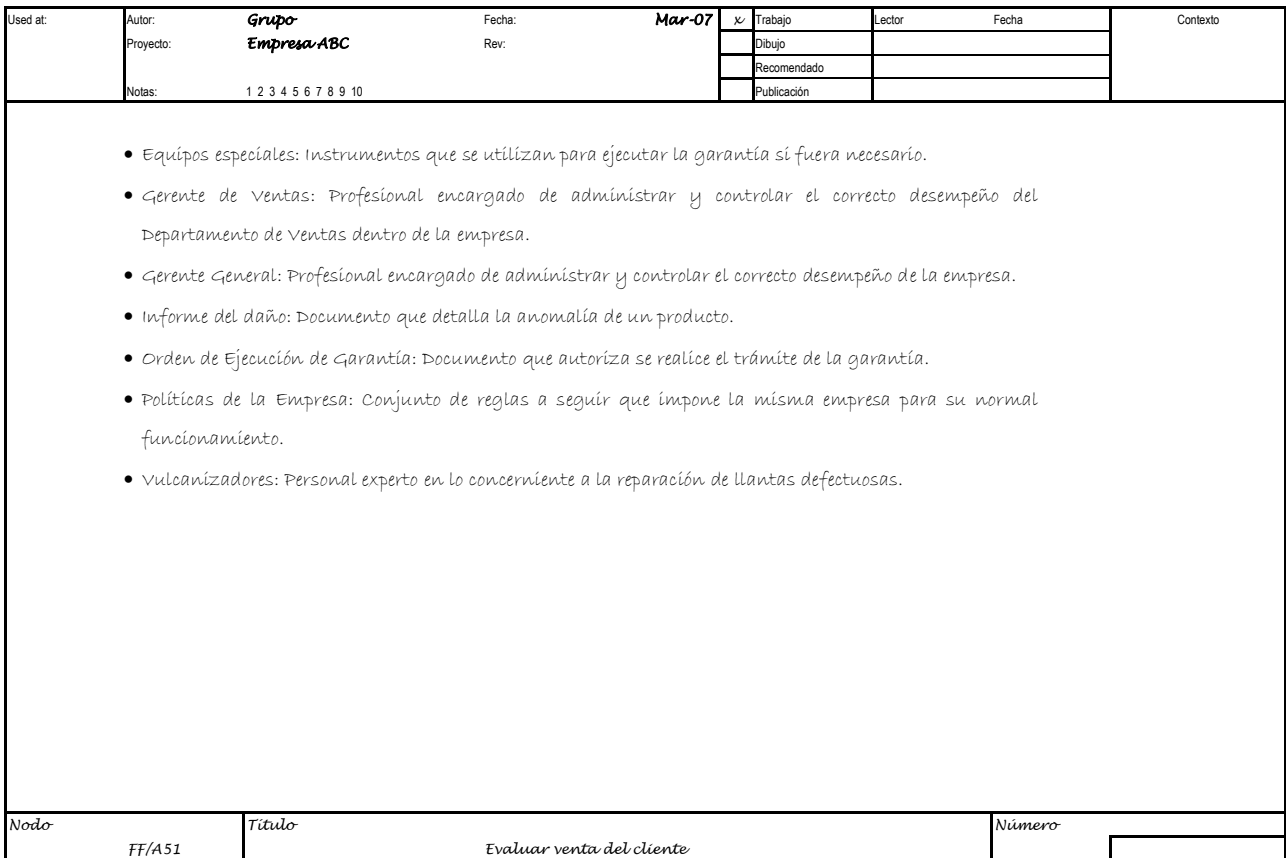 Used at: Autor: Grupo Fecha: Mar-07 x Trabajo Lector Fecha Contexto
Proyecto: Empresa ABC Rev: Dibujo
Recomendado
Notas: 1 2 3 4 5 6 7 8 9 10 Publicación
• Equipos especiales: Instrumentos que se utilizan para ejecutar la garantía si fuera necesario.
• Gerente de Ventas: Profesional encargado de administrar y controlar el correcto desempeño del
Departamento de Ventas dentro de la empresa.
• Gerente General: Profesional encargado de administrar y controlar el correcto desempeño de la empresa.
• Informe del daño: Documento que detalla la anomalía de un producto.
• Orden de Ejecución de Garantía: Documento que autoriza se realice el trámite de la garantía.
• Políticas de la Empresa: Conjunto de reglas a seguir que impone la misma empresa para su normal
funcionamiento.
• Vulcanizadores: Personal experto en lo concerniente a la reparación de llantas defectuosas.
Nodo Título Número
FF/A51 Evaluar venta del cliente